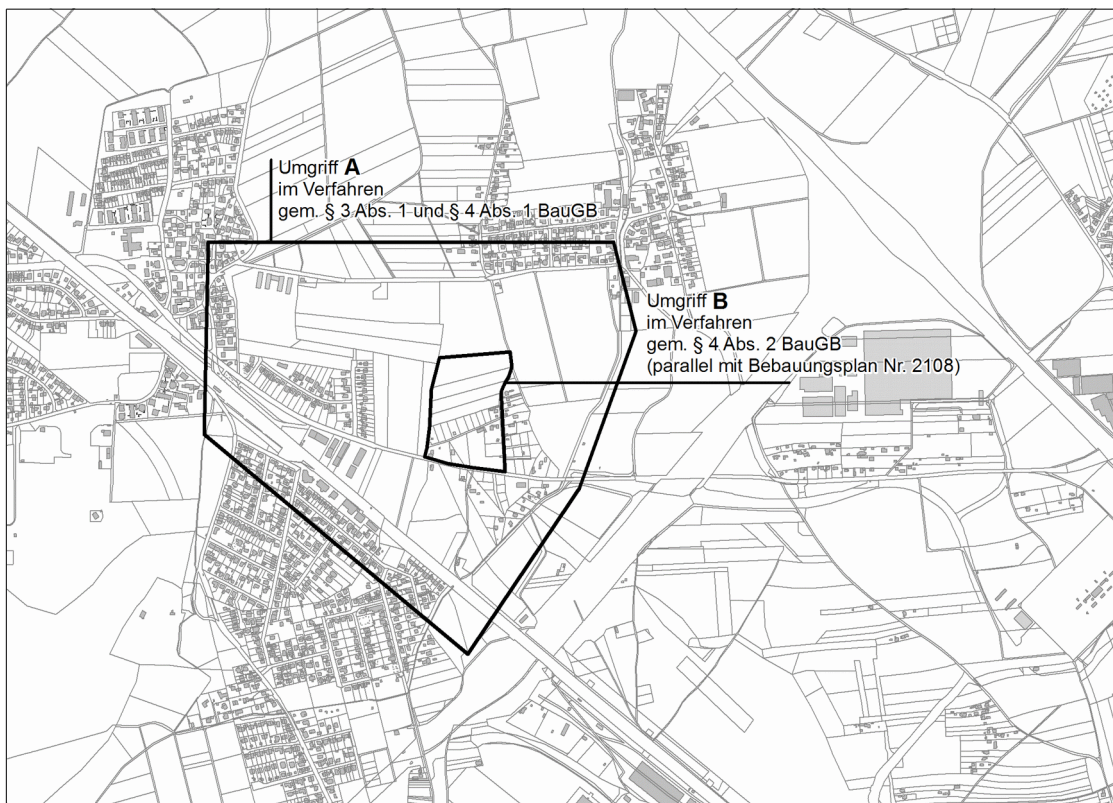 Umgriff A
im Verfahren
gem. § 3 Abs. 1 und § 4 Abs. 1 BauGB
Umgriff B
im Verfahren
gem. § 4 Abs. 2 BauGB
(parallel mit Bebauungsplan Nr. 2108)